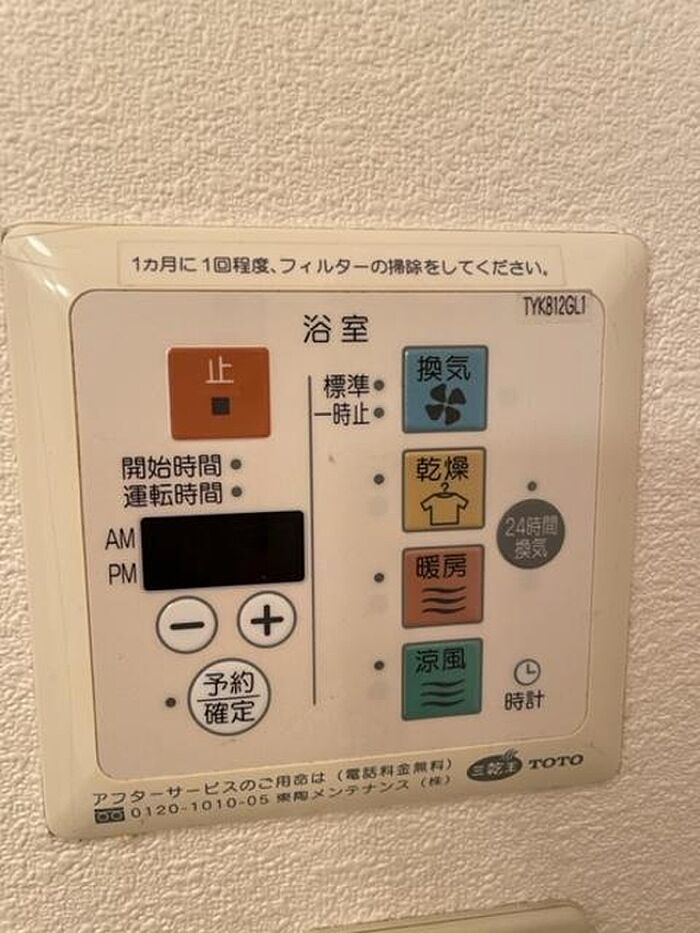 1カ月に1回程度、フィルターの掃除をしてください。
TYK812GL1
浴室
止
標準
一時止
換気
開始時間
運転時間
乾燥
AM
PM
24時間
換気
暖房
予約
確定
涼風
時計
アフターサービスのご用命は(電話料金無料)
0120-1010-05 東陶メンテナンス(株)
三乾王 TOTO